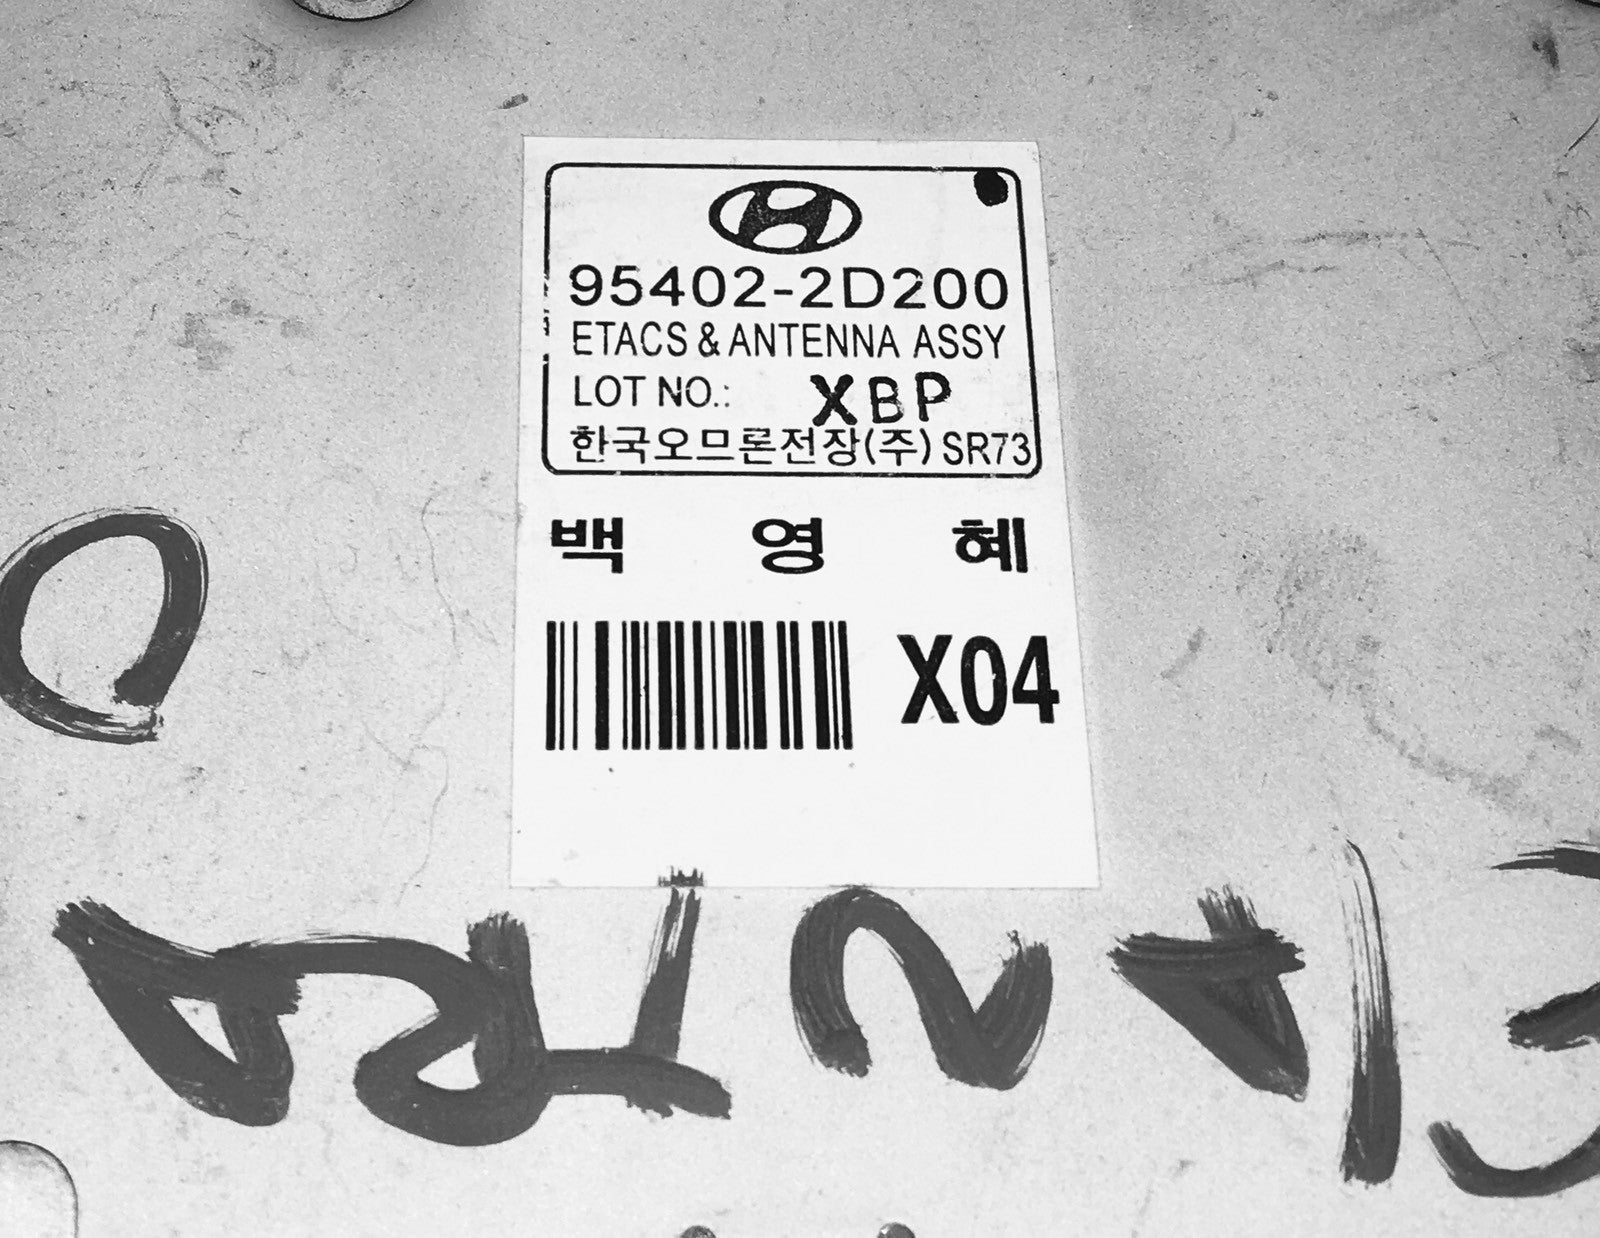 95402-2D200
ETACS & ANTENNA ASSY
LOT NO.: XBP
한국오므론전장(주) SR73
백 영 혜
X04